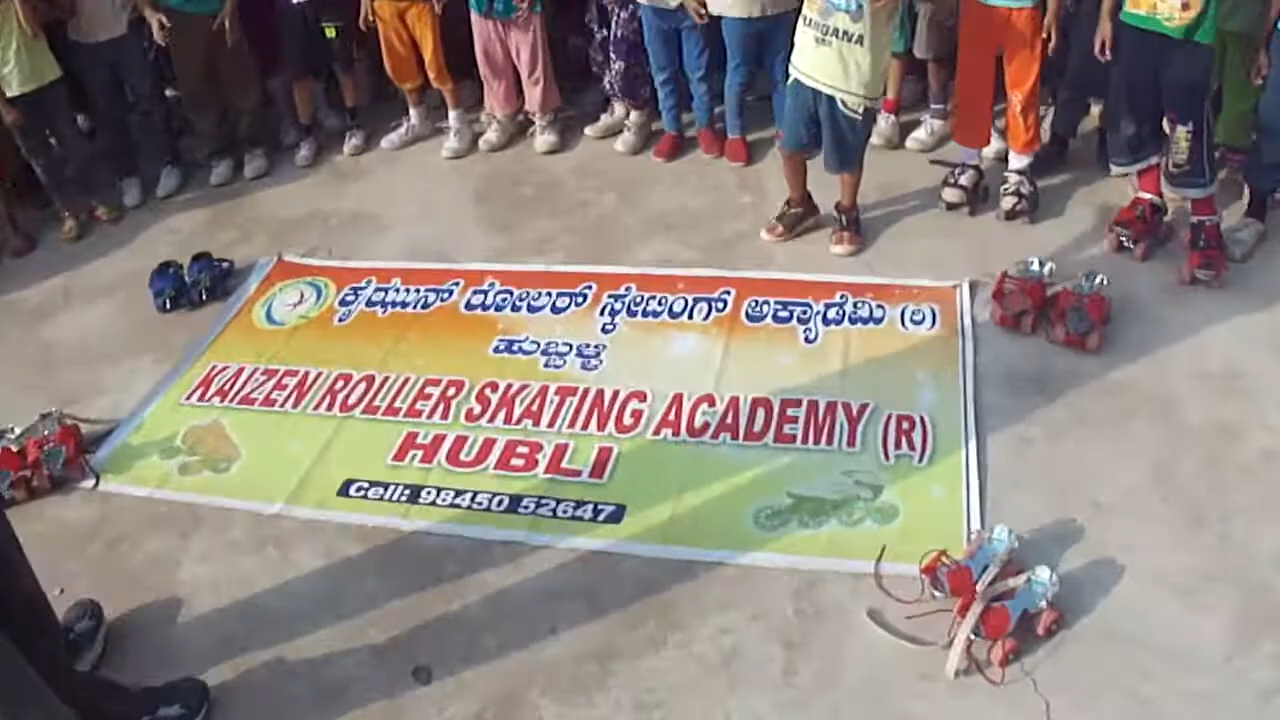 ಕೈಝುನ್ ರೋಲರ್ ಸ್ಕೇಟಿಂಗ್ ಅಕ್ಯಾಡೆಮಿ (ರಿ)
ಹುಬ್ಬಳ್ಳಿ
KAIZEN ROLLER SKATING ACADEMY (R)
HUBLI
Cell: 98450 52647